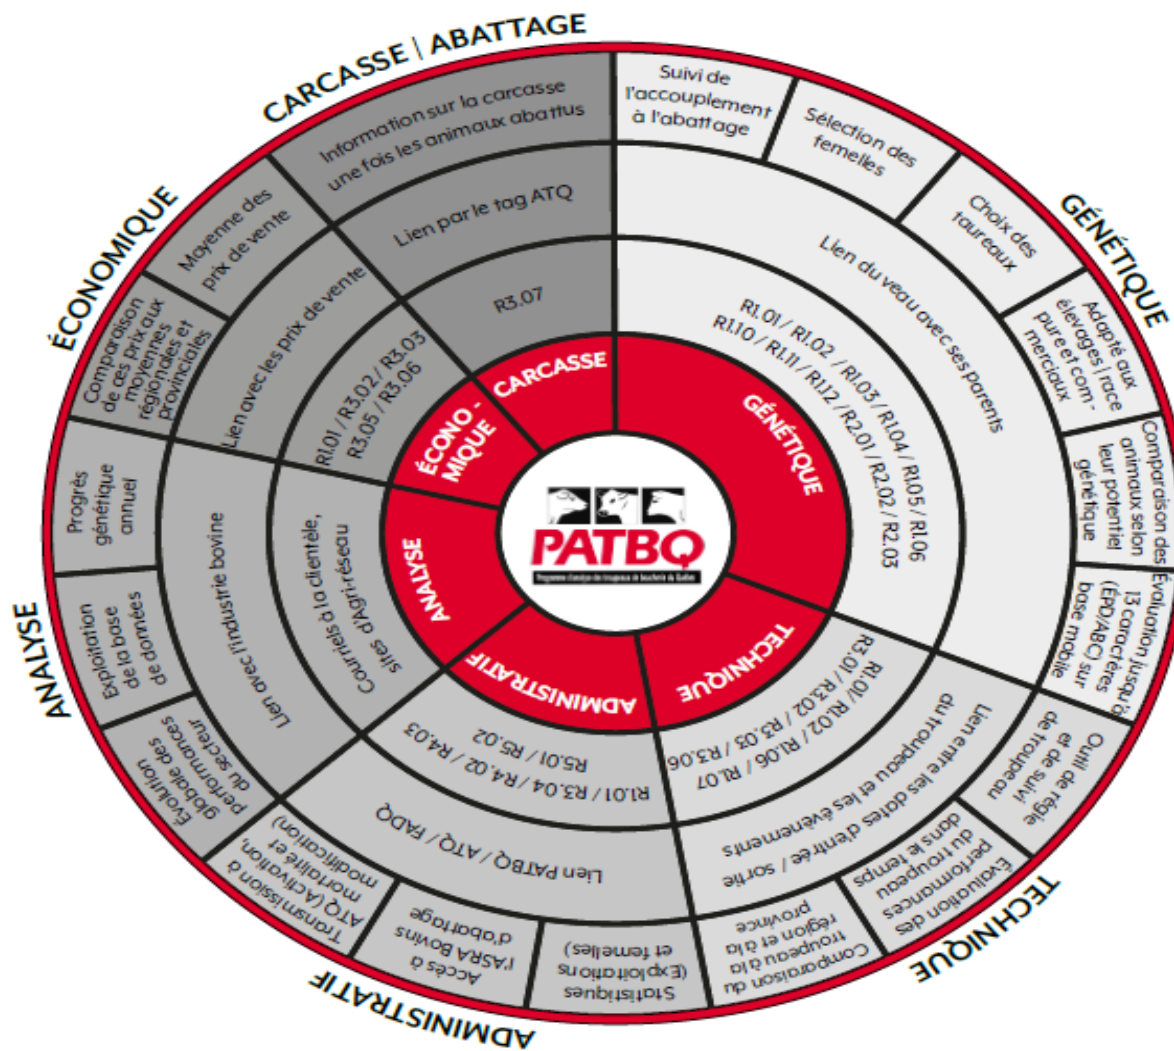 CARCASSE | ABATTAGE
Information sur la carcasse
une fois les animaux abattus
Lien par le tag ATQ
R3.07
CARCASSE
GÉNÉTIQUE
Suivi de
l'accouplement
à l'abattage
Sélection des
femelles
Choix des
taureaux
Adapté aux
élevages | race
pure et com -
merciaux
Comparaison des
animaux selon
leur potentiel
génétique
Évaluation jusqu'à
13 caractères
(ÉPD/ABC) sur
base mobile
Lien du veau avec ses parents
R1.01 / R1.02 / R1.03 / R1.04 / R1.05 / R1.06
R1.10 / R1.11 / R1.12 / R2.01 / R2.02 / R2.03
GÉNÉTIQUE
TECHNIQUE
Outil de régie
et de suivi
de troupeau
Évaluation des
performances
du troupeau
dans le temps
Comparaison du
troupeau à la
région et à la
province
Lien entre les dates d'entrée / sortie
du troupeau et les évènements
R1.01/ R1.02 / R1.06 / R1.07
R3.01 / R3.02 / R3.03 / R3.06
TECHNIQUE
ADMINISTRATIF
Statistiques
(Exploitations
et femelles)
Accès à
l'ASRA Bovins
d'abattage
Transmission à
ATQ (Activation,
mortalité et
modification)
Lien PATBQ / ATQ / FADQ
R1.01 / R3.04 / R4.02 / R4.03
R5.01 / R5.02
ADMINISTRATIF
ANALYSE
Évolution
globale des
performances
du secteur
Exploitation
de la base
de données
Progrès
génétique
annuel
Lien avec l'industrie bovine
Courriels à la clientèle,
sites d'Agri-réseau
ANALYSE
ÉCONOMIQUE
Comparaison
de ces prix aux
moyennes
régionales et
provinciales
Moyenne des
prix de vente
Lien avec les prix de vente
R1.01 / R3.02 / R3.03
R3.05 / R3.06
ÉCONO -
MIQUE
PATBQ
Programme d'analyse des troupeaux de boucherie du Québec